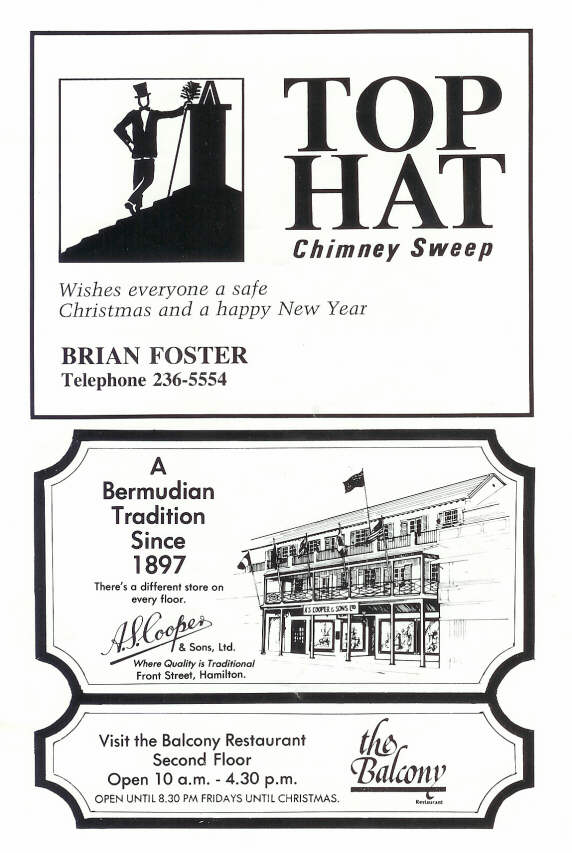 TOP
HAT
Chimney Sweep
Wishes everyone a safe
Christmas and a happy New Year
BRIAN FOSTER
Telephone 236-5554
A
Bermudian
Tradition
Since
1897
There's a different store on
every floor.
A.S. Cooper
& Sons, Ltd.
Where Quality is Traditional
Front Street, Hamilton.
A.S. COOPER & SONS, LTD
Visit the Balcony Restaurant
Second Floor
Open 10 a.m. - 4.30 p.m.
OPEN UNTIL 8.30 PM FRIDAYS UNTIL CHRISTMAS.
the
Balcony
Restaurant